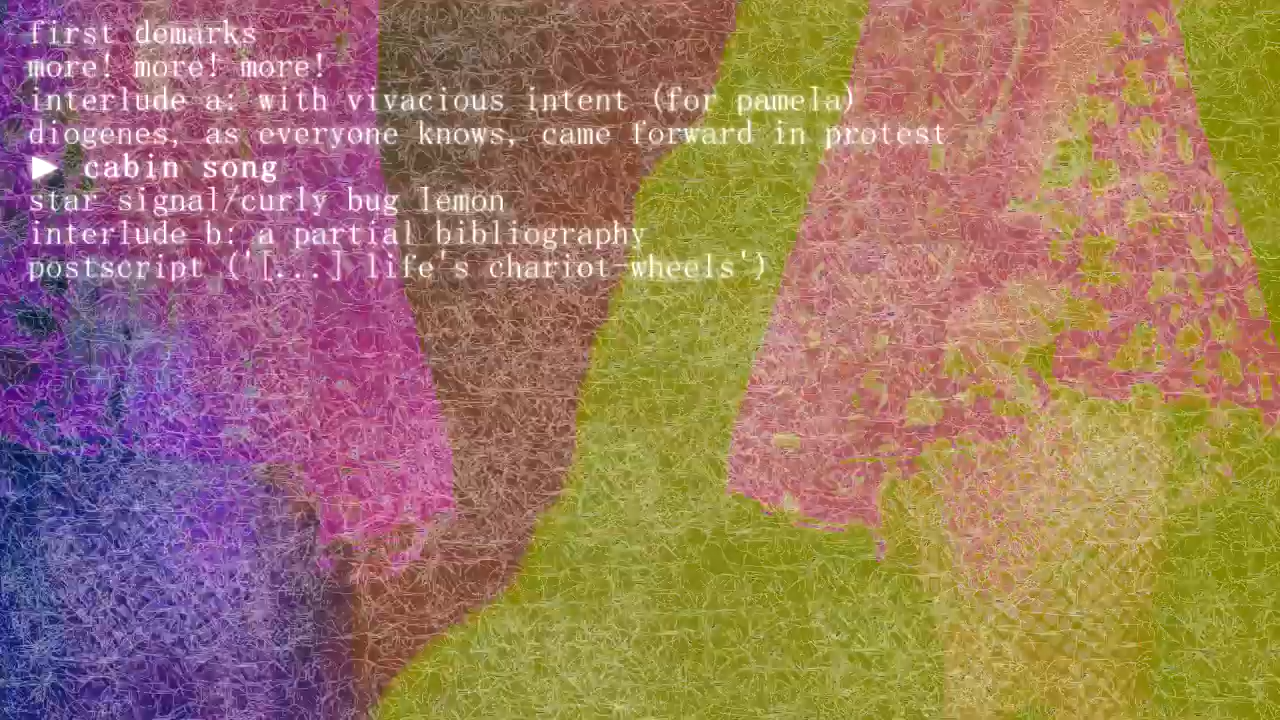 first demarks
more! more! more!
interlude a: with vivacious intent (for pamela)
diogenes, as everyone knows, came forward in protest
▶ cabin song
star signal/curly bug lemon
interlude b: a partial bibliography
postscript ('[...] life's chariot-wheels')